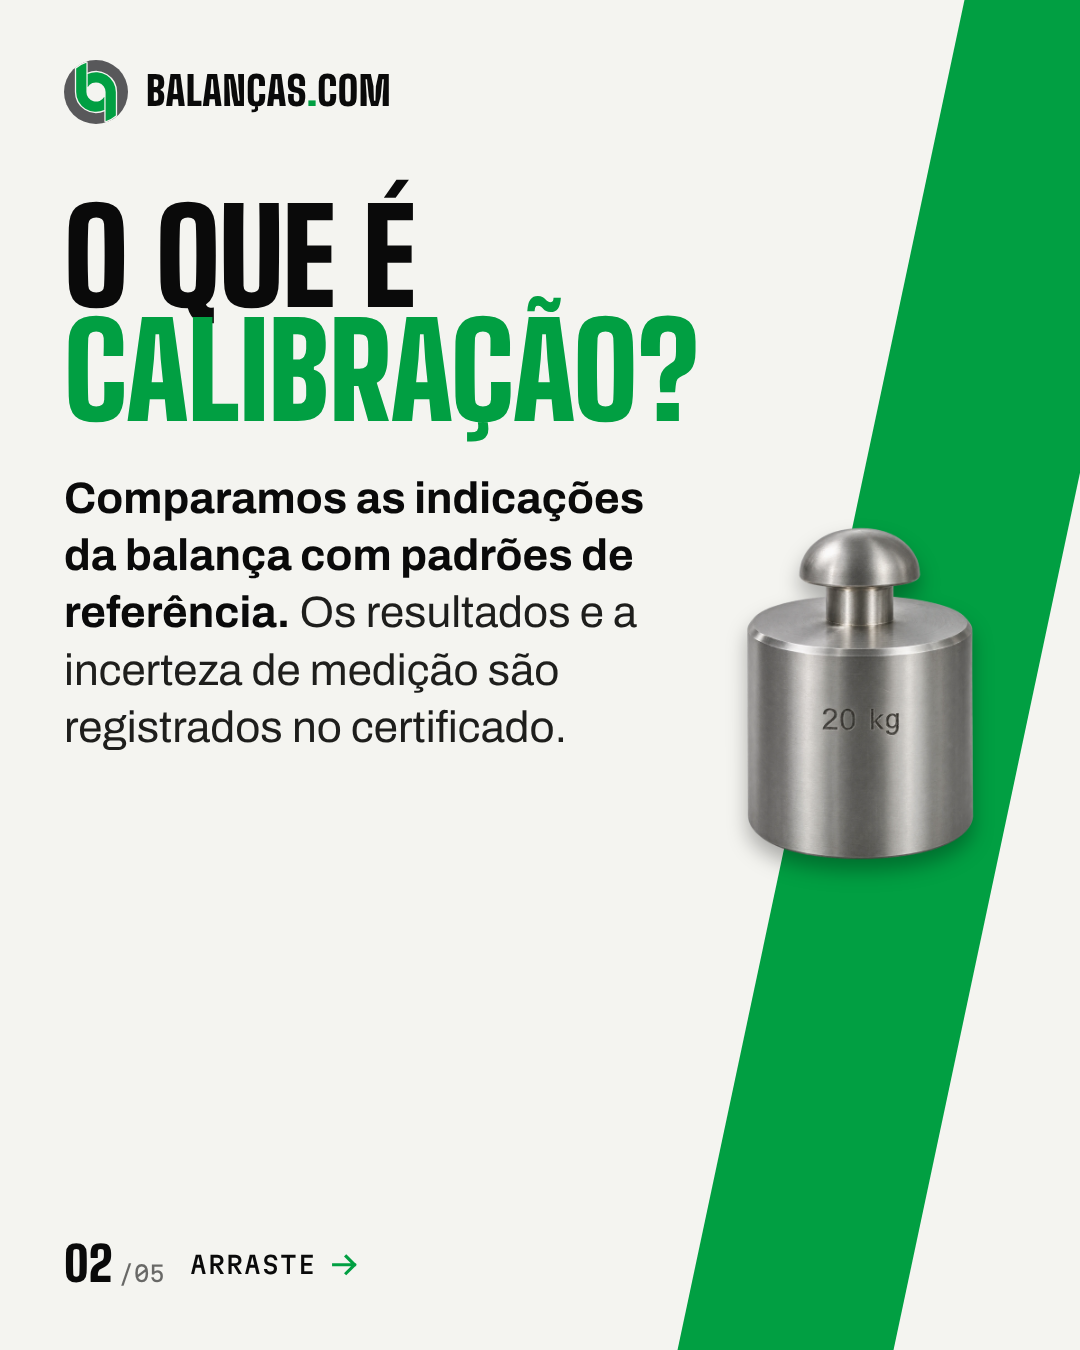 BALANÇAS.COM
O QUE É
CALIBRAÇÃO?
Comparamos as indicações
da balança com padrões de
referência. Os resultados e a
incerteza de medição são
registrados no certificado.
20 kg
02 /05 ARRASTE →